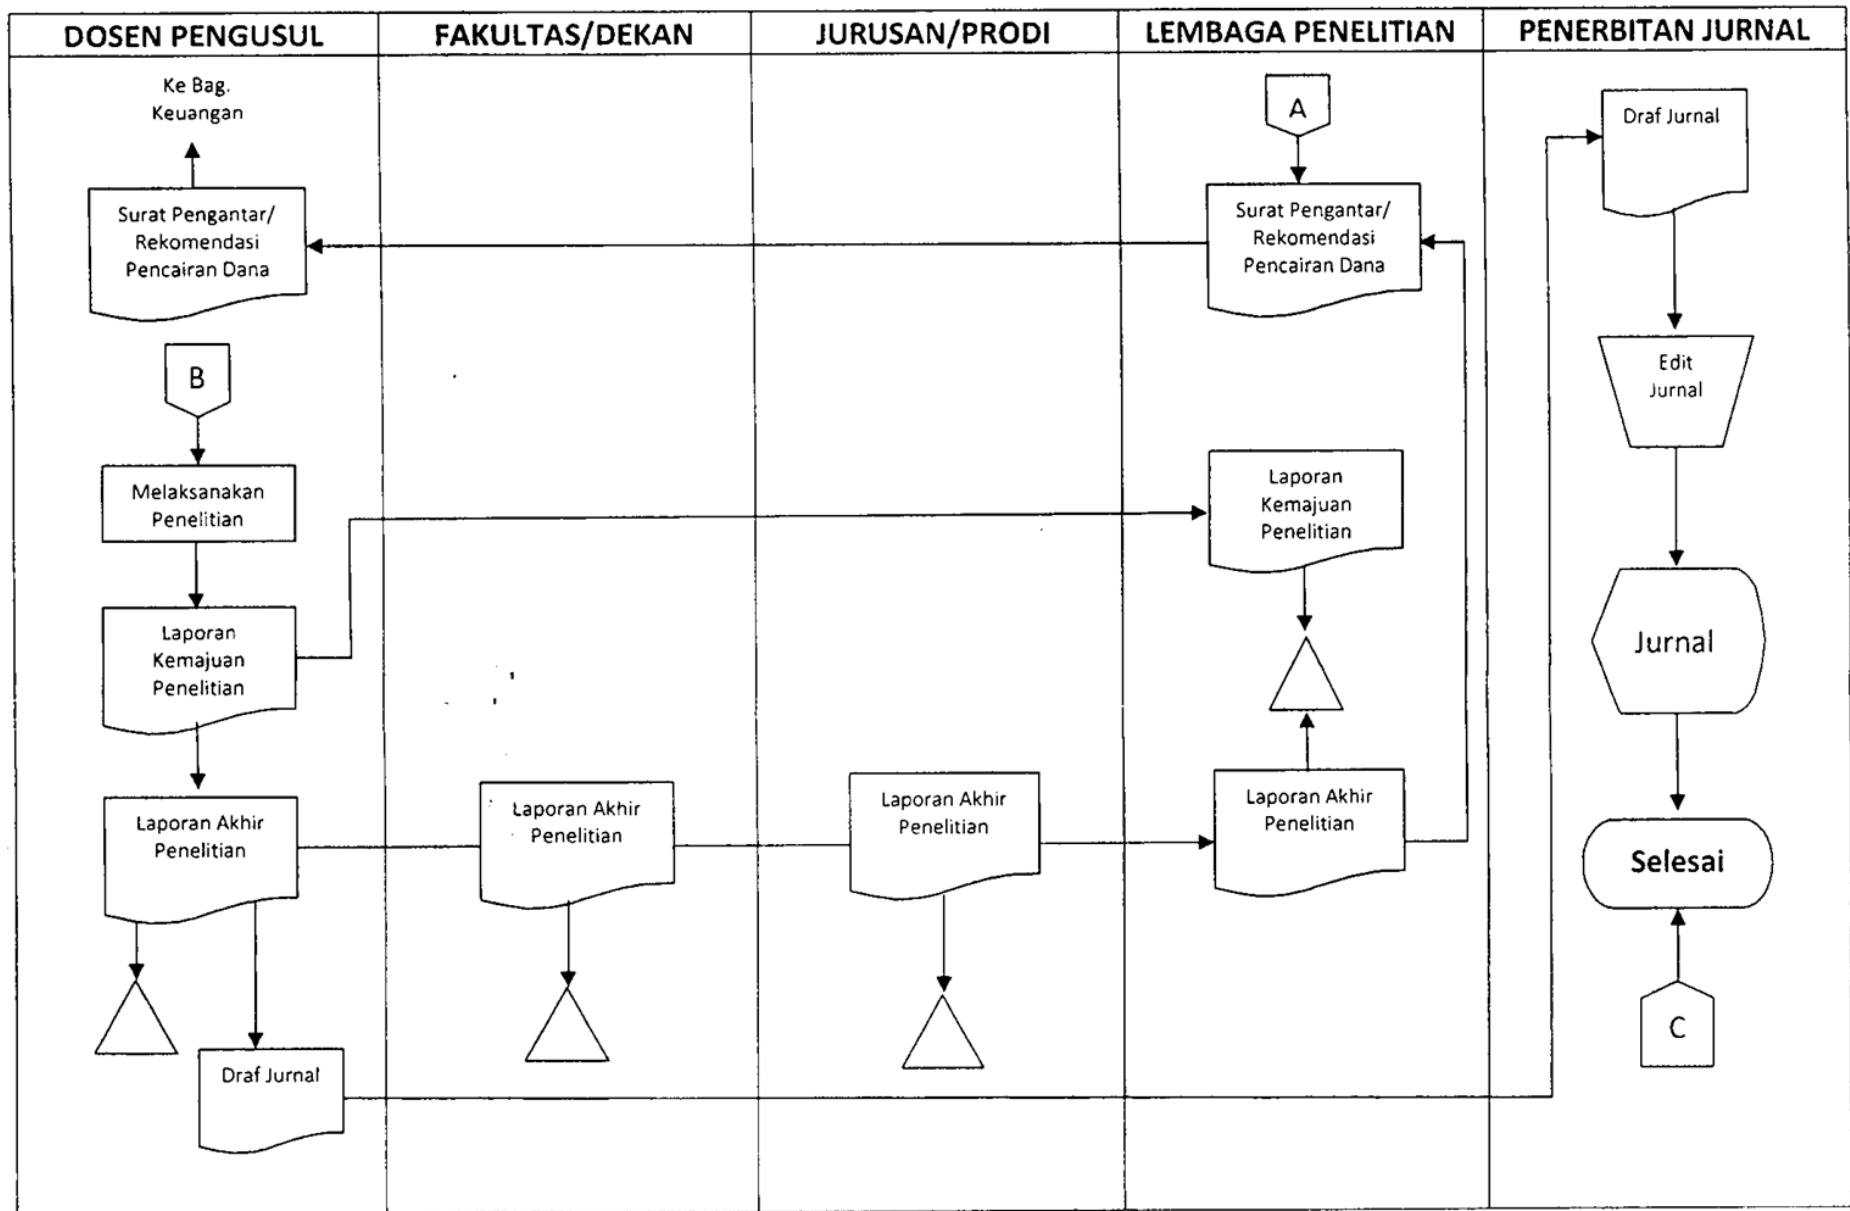 DOSEN PENGUSUL
FAKULTAS/DEKAN
JURUSAN/PRODI
LEMBAGA PENELITIAN
PENERBITAN JURNAL
Ke Bag.
Keuangan
Surat Pengantar/
Rekomendasi
Pencairan Dana
B
Melaksanakan
Penelitian
Laporan
Kemajuan
Penelitian
Laporan Akhir
Penelitian
Draf Jurnal
Laporan Akhir
Penelitian
Laporan Akhir
Penelitian
A
Surat Pengantar/
Rekomendasi
Pencairan Dana
Laporan
Kemajuan
Penelitian
Laporan Akhir
Penelitian
Draf Jurnal
Edit
Jurnal
Jurnal
Selesai
C